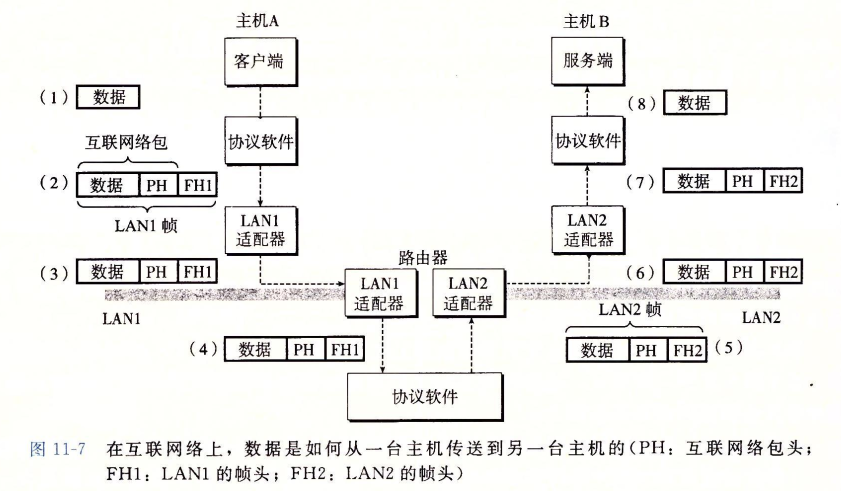 主机A
主机B
客户端
服务端
(1) 数据
(8) 数据
互联网络包
协议软件
协议软件
(2) 数据 PH FH1
(7) 数据 PH FH2
LAN1 帧
LAN1
适配器
LAN2
适配器
路由器
(3) 数据 PH FH1
LAN1
适配器
LAN2
适配器
(6) 数据 PH FH2
LAN1
LAN2 帧
LAN2
(4) 数据 PH FH1
数据 PH FH2 (5)
协议软件
图 11-7 在互联网络上，数据是如何从一台主机传送到另一台主机的(PH：互联网络包头；
FH1：LAN1 的帧头；FH2：LAN2 的帧头)